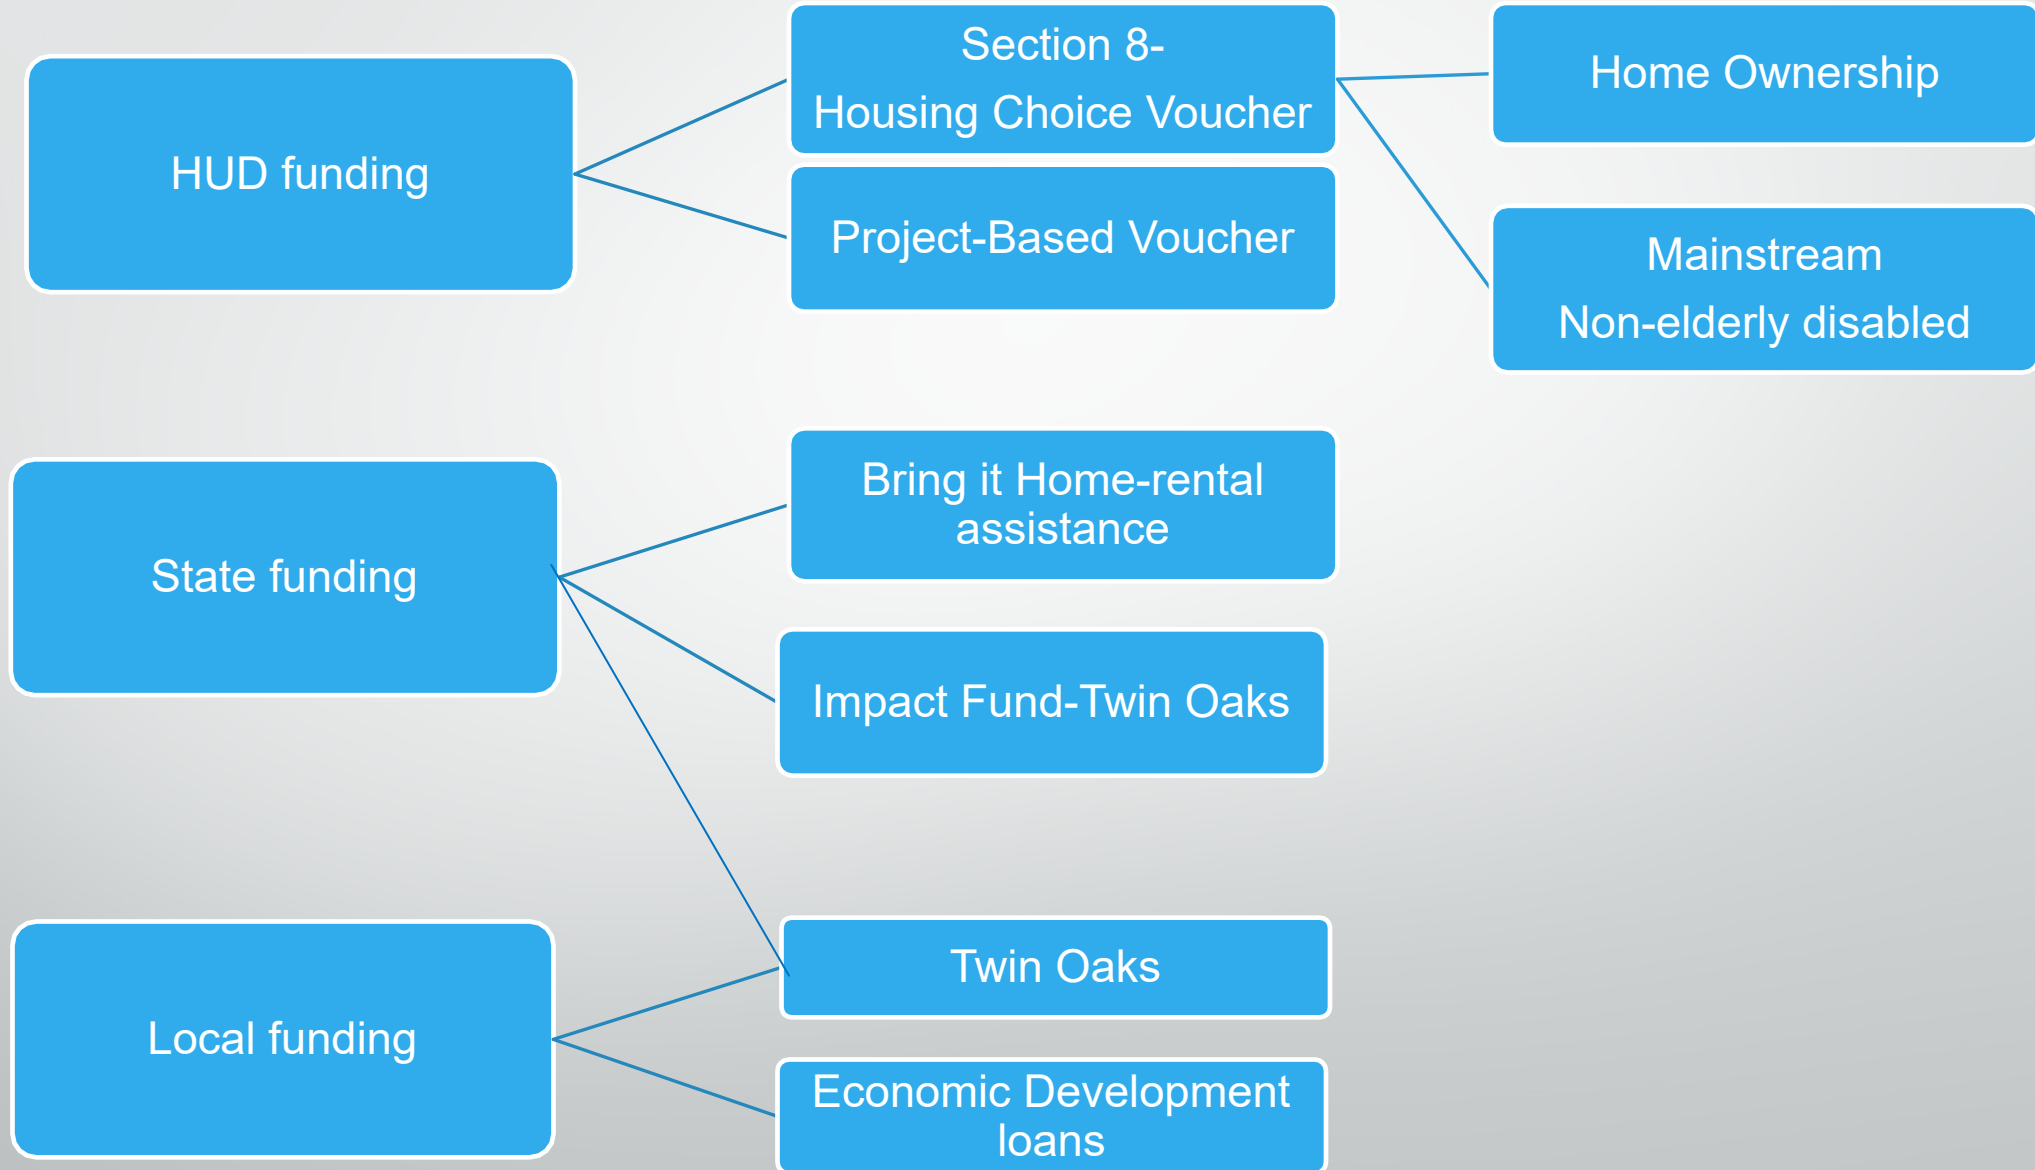 HUD funding
Section 8-
Housing Choice Voucher
Project-Based Voucher
Home Ownership
Mainstream
Non-elderly disabled
State funding
Bring it Home-rental
assistance
Impact Fund-Twin Oaks
Local funding
Twin Oaks
Economic Development
loans